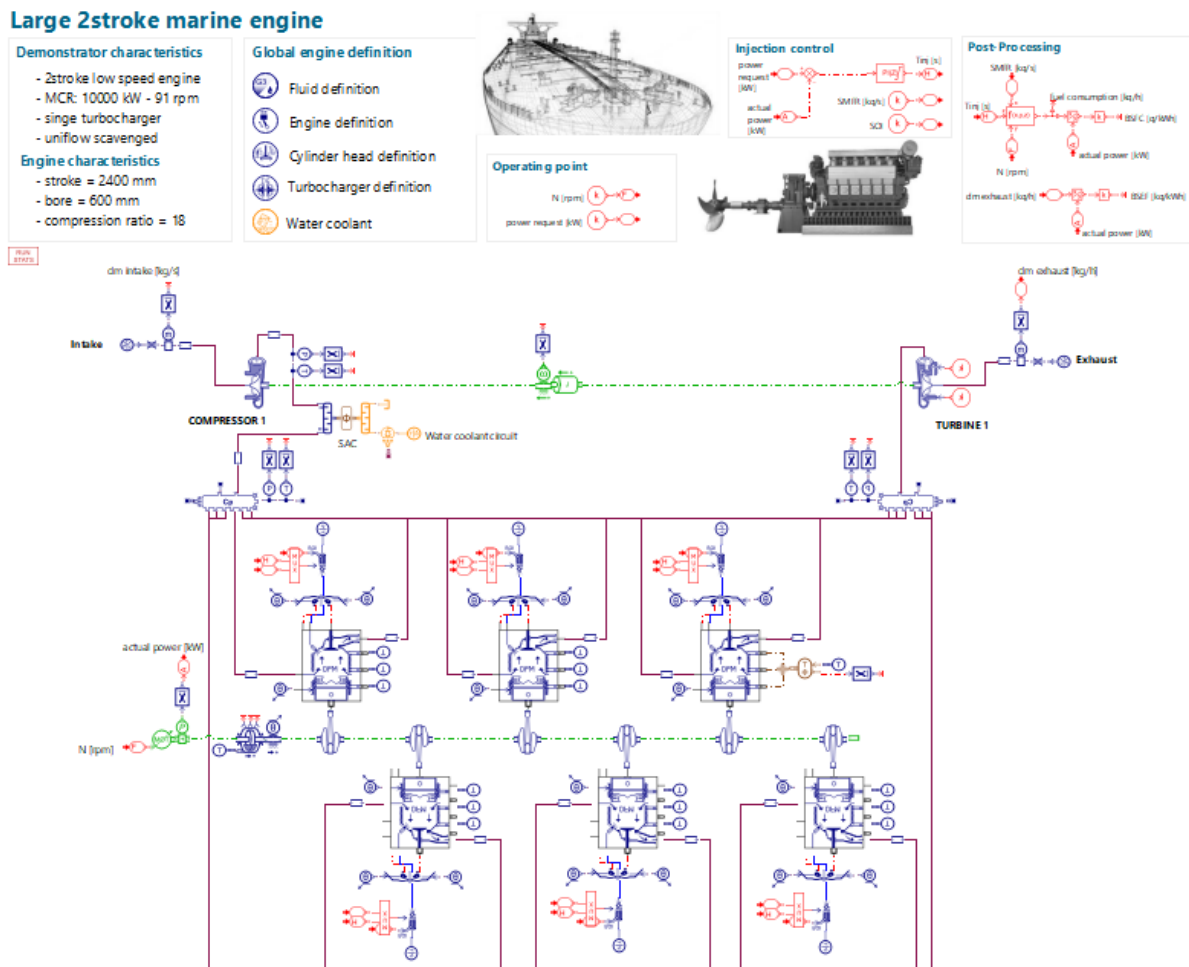 Large 2stroke marine engine
Demonstrator characteristics
- 2stroke low speed engine
- MCR: 10000 kW - 91 rpm
- singe turbocharger
- uniflow scavenged
Engine characteristics
- stroke = 2400 mm
- bore = 600 mm
- compression ratio = 18
Global engine definition
Fluid definition
Engine definition
Cylinder head definition
Turbocharger definition
Water coolant
Operating point
N [rpm]
power request [kW]
Injection control
power
request
[kW]
Tinj [s]
actual
power
[kW]
SMFR [kg/s]
SOI
Post-Processing
SMFR [kg/s]
Tinj [s]
fuel consumption [kg/h]
BSFC [g/kWh]
actual power [kW]
N [rpm]
dm exhaust [kg/h]
BSEF [kg/kWh]
actual power [kW]
RUN
STATS
dm intake [kg/s]
Intake
COMPRESSOR 1
SAC
Water coolant circuit
dm exhaust [kg/h]
Exhaust
TURBINE 1
actual power [kW]
N [rpm]
DPM
DPM
DPM